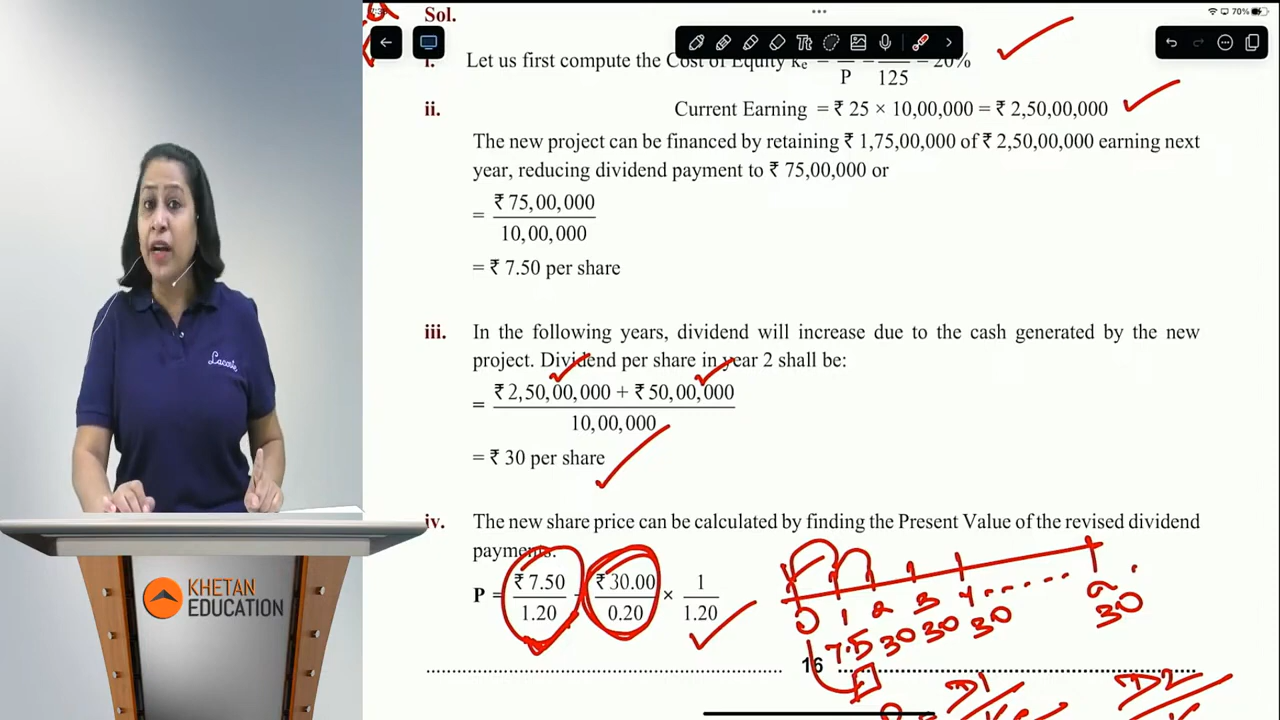 Sol.
70%
Let us first compute the Cost of Equity kₑ = — = — = 20%
P 125
ii. Current Earning = ₹ 25 × 10,00,000 = ₹ 2,50,00,000
The new project can be financed by retaining ₹ 1,75,00,000 of ₹ 2,50,00,000 earning next
year, reducing dividend payment to ₹ 75,00,000 or
= ₹ 75,00,000
10,00,000
= ₹ 7.50 per share
iii. In the following years, dividend will increase due to the cash generated by the new
project. Dividend per share in year 2 shall be:
= ₹ 2,50,00,000 + ₹ 50,00,000
10,00,000
= ₹ 30 per share
iv. The new share price can be calculated by finding the Present Value of the revised dividend
payments:
P = ₹ 7.50 ₹ 30.00 × 1
1.20 0.20 1.20
0 1 2 3 4 ...... ∞
7.5 30 30 30 30
16
D1 D2
Lacoste
KHETAN
EDUCATION